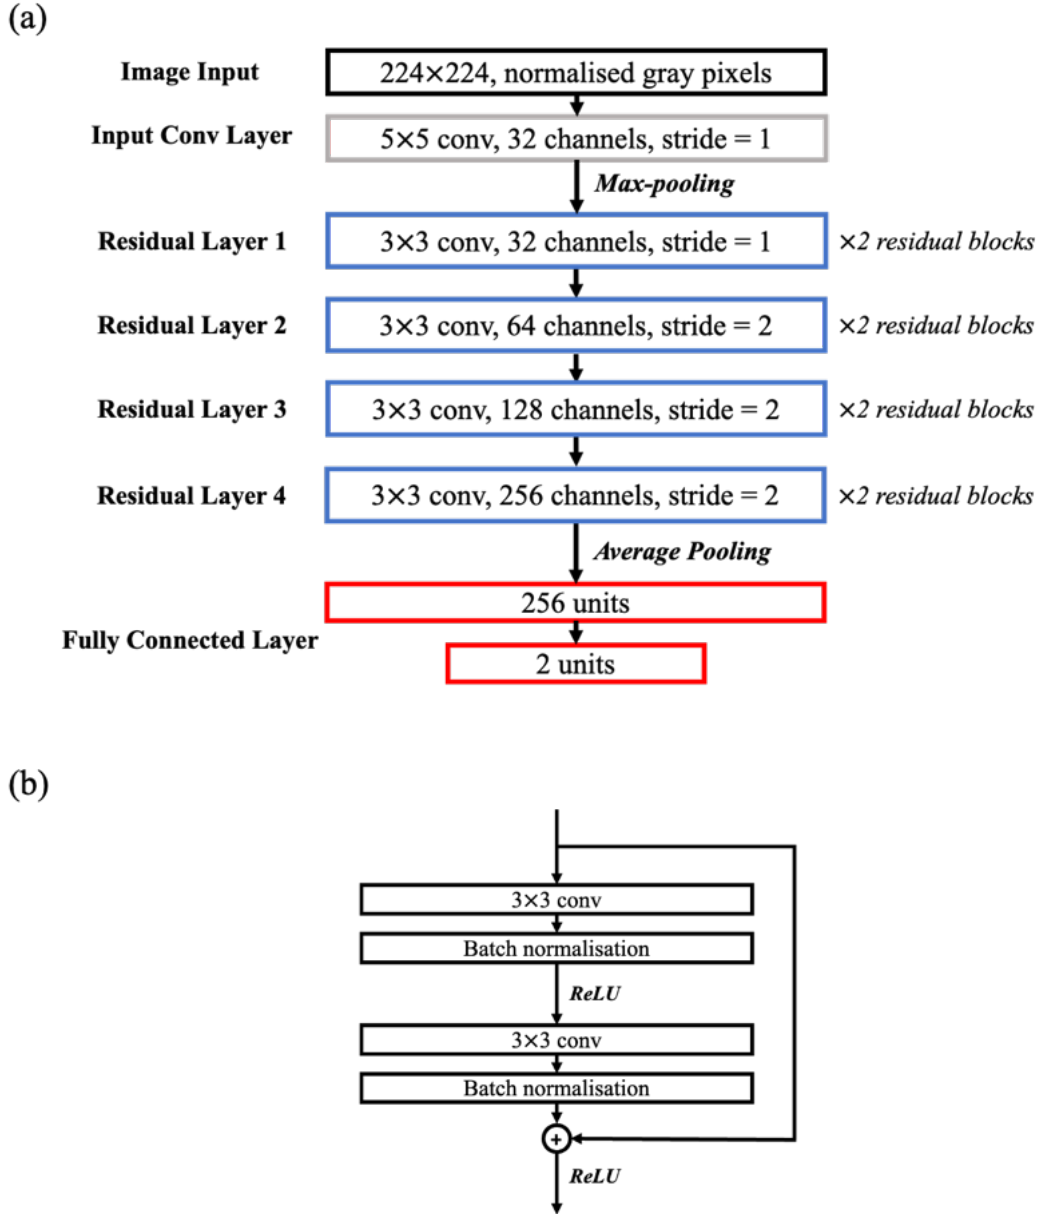 (a)
Image Input
224×224, normalised gray pixels
Input Conv Layer
5×5 conv, 32 channels, stride = 1
Max-pooling
Residual Layer 1
3×3 conv, 32 channels, stride = 1
×2 residual blocks
Residual Layer 2
3×3 conv, 64 channels, stride = 2
×2 residual blocks
Residual Layer 3
3×3 conv, 128 channels, stride = 2
×2 residual blocks
Residual Layer 4
3×3 conv, 256 channels, stride = 2
×2 residual blocks
Average Pooling
256 units
Fully Connected Layer
2 units
(b)
3×3 conv
Batch normalisation
ReLU
3×3 conv
Batch normalisation
+
ReLU